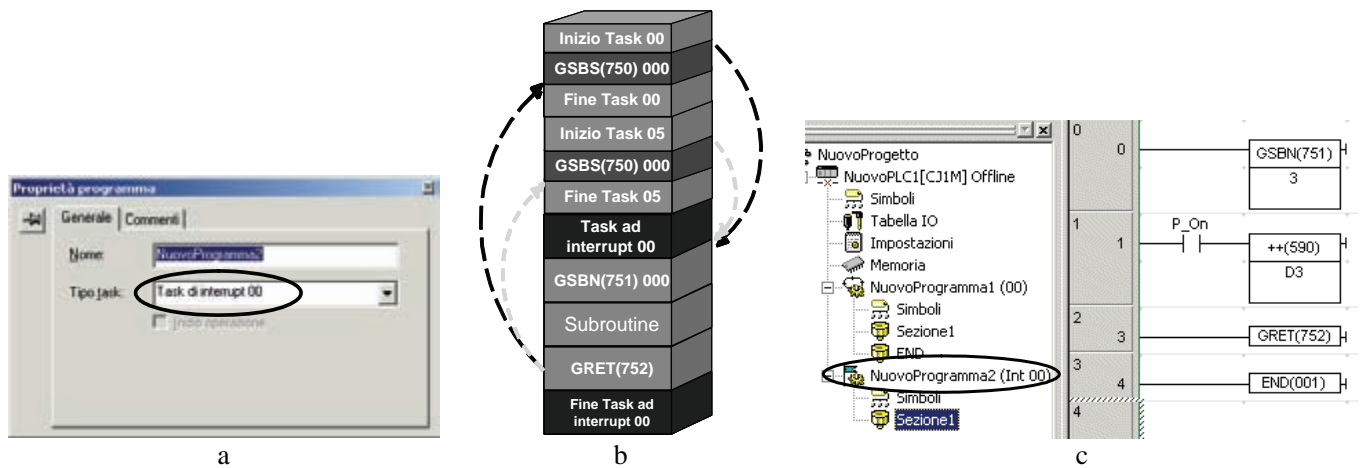 Proprietà programma
Generale
Commenti
Nome:
NuovoProgramma2
Tipo task:
Task di interrupt 00
Inizio operazione
a
Inizio Task 00
GSBS(750) 000
Fine Task 00
Inizio Task 05
GSBS(750) 000
Fine Task 05
Task ad
interrupt 00
GSBN(751) 000
Subroutine
GRET(752)
Fine Task ad
interrupt 00
b
NuovoProgetto
NuovoPLC1[CJ1M] Offline
Simboli
Tabella IO
Impostazioni
Memoria
NuovoProgramma1 (00)
Simboli
Sezione1
END
NuovoProgramma2 (Int 00)
Simboli
Sezione1
0
0
GSBN(751)
3
1
1
P_On
++(590)
D3
2
3
GRET(752)
3
4
END(001)
4
c